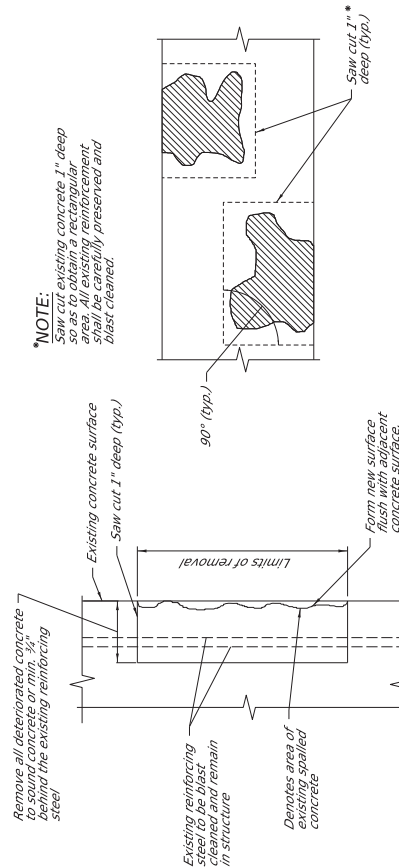 Remove all deteriorated concrete
to sound concrete or min. ¾"
behind the existing reinforcing
steel
Existing concrete surface
Saw cut 1" deep (typ.)
Limits of removal
Existing reinforcing
steel to be blast
cleaned and remain
in structure
Denotes area of
existing spalled
concrete
Form new surface
flush with adjacent
concrete surface.
*NOTE:
Saw cut existing concrete 1" deep
so as to obtain a rectangular
area. All existing reinforcement
shall be carefully preserved and
blast cleaned.
90° (typ.)
Saw cut 1" *
deep (typ.)